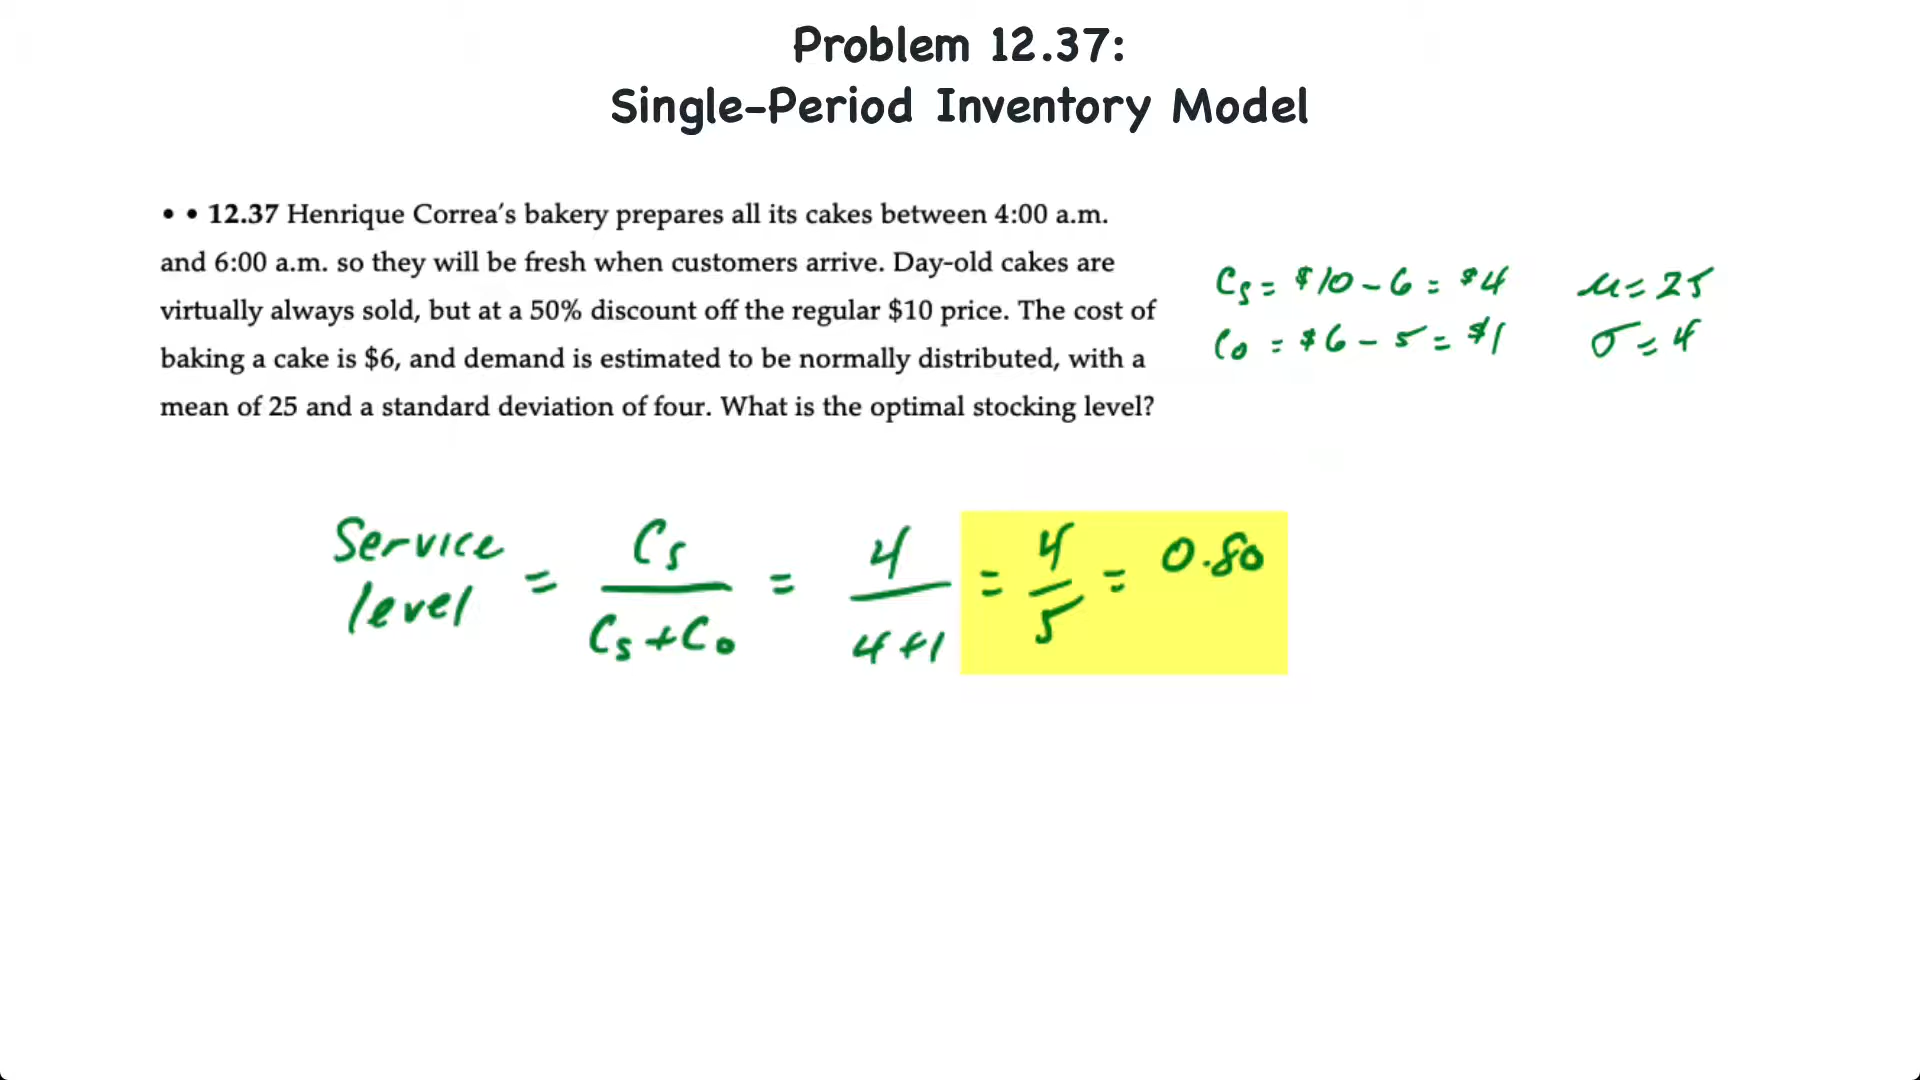 Problem 12.37:
Single-Period Inventory Model
• • 12.37 Henrique Correa's bakery prepares all its cakes between 4:00 a.m.
and 6:00 a.m. so they will be fresh when customers arrive. Day-old cakes are
virtually always sold, but at a 50% discount off the regular $10 price. The cost of
baking a cake is $6, and demand is estimated to be normally distributed, with a
mean of 25 and a standard deviation of four. What is the optimal stocking level?
Cs = $10 - 6 = $4 μ = 25
Co = $6 - 5 = $1 σ = 4
Service level = Cs / (Cs + Co) = 4 / (4 + 1) = 4 / 5 = 0.80